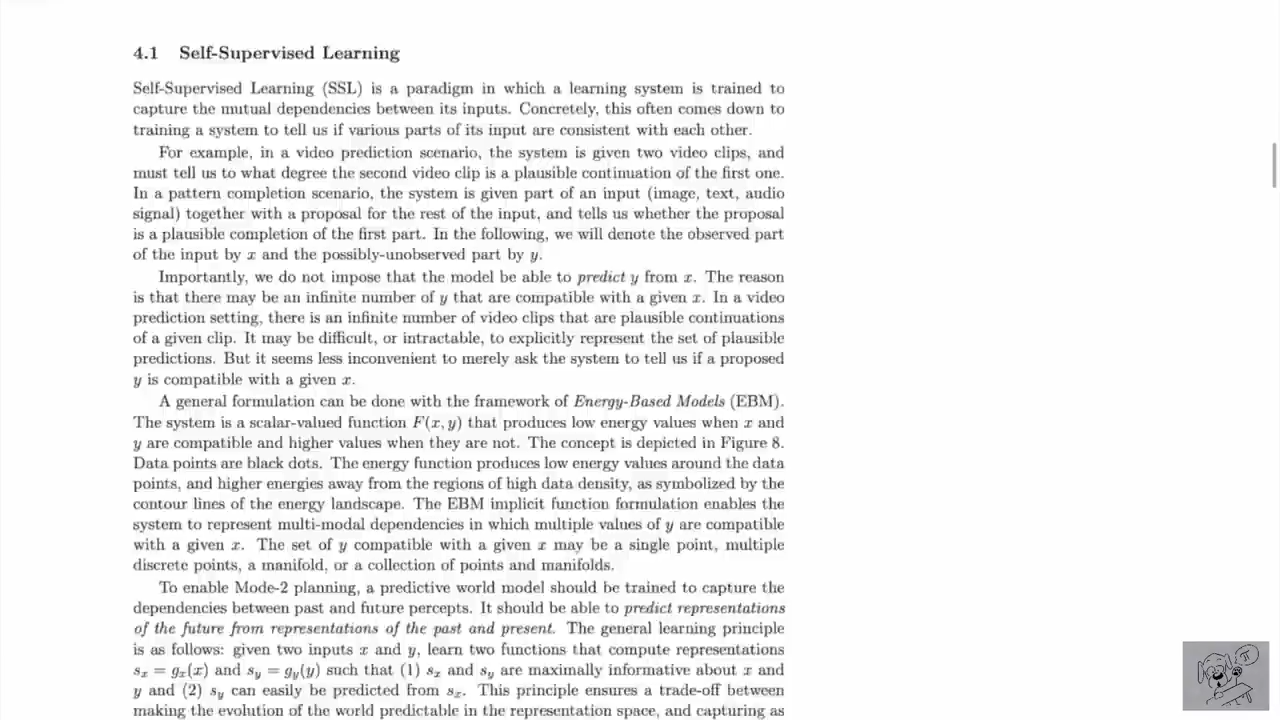 4.1 Self-Supervised Learning
Self-Supervised Learning (SSL) is a paradigm in which a learning system is trained to
capture the mutual dependencies between its inputs. Concretely, this often comes down to
training a system to tell us if various parts of its input are consistent with each other.
For example, in a video prediction scenario, the system is given two video clips, and
must tell us to what degree the second video clip is a plausible continuation of the first one.
In a pattern completion scenario, the system is given part of an input (image, text, audio
signal) together with a proposal for the rest of the input, and tells us whether the proposal
is a plausible completion of the first part. In the following, we will denote the observed part
of the input by x and the possibly-unobserved part by y.
Importantly, we do not impose that the model be able to predict y from x. The reason
is that there may be an infinite number of y that are compatible with a given x. In a video
prediction setting, there is an infinite number of video clips that are plausible continuations
of a given clip. It may be difficult, or intractable, to explicitly represent the set of plausible
predictions. But it seems less inconvenient to merely ask the system to tell us if a proposed
y is compatible with a given x.
A general formulation can be done with the framework of Energy-Based Models (EBM).
The system is a scalar-valued function F(x, y) that produces low energy values when x and
y are compatible and higher values when they are not. The concept is depicted in Figure 8.
Data points are black dots. The energy function produces low energy values around the data
points, and higher energies away from the regions of high data density, as symbolized by the
contour lines of the energy landscape. The EBM implicit function formulation enables the
system to represent multi-modal dependencies in which multiple values of y are compatible
with a given x. The set of y compatible with a given x may be a single point, multiple
discrete points, a manifold, or a collection of points and manifolds.
To enable Mode-2 planning, a predictive world model should be trained to capture the
dependencies between past and future percepts. It should be able to predict representations
of the future from representations of the past and present. The general learning principle
is as follows: given two inputs x and y, learn two functions that compute representations
sₓ = gₓ(x) and s_y = g_y(y) such that (1) sₓ and s_y are maximally informative about x and
y and (2) s_y can easily be predicted from sₓ. This principle ensures a trade-off between
making the evolution of the world predictable in the representation space, and capturing as
π